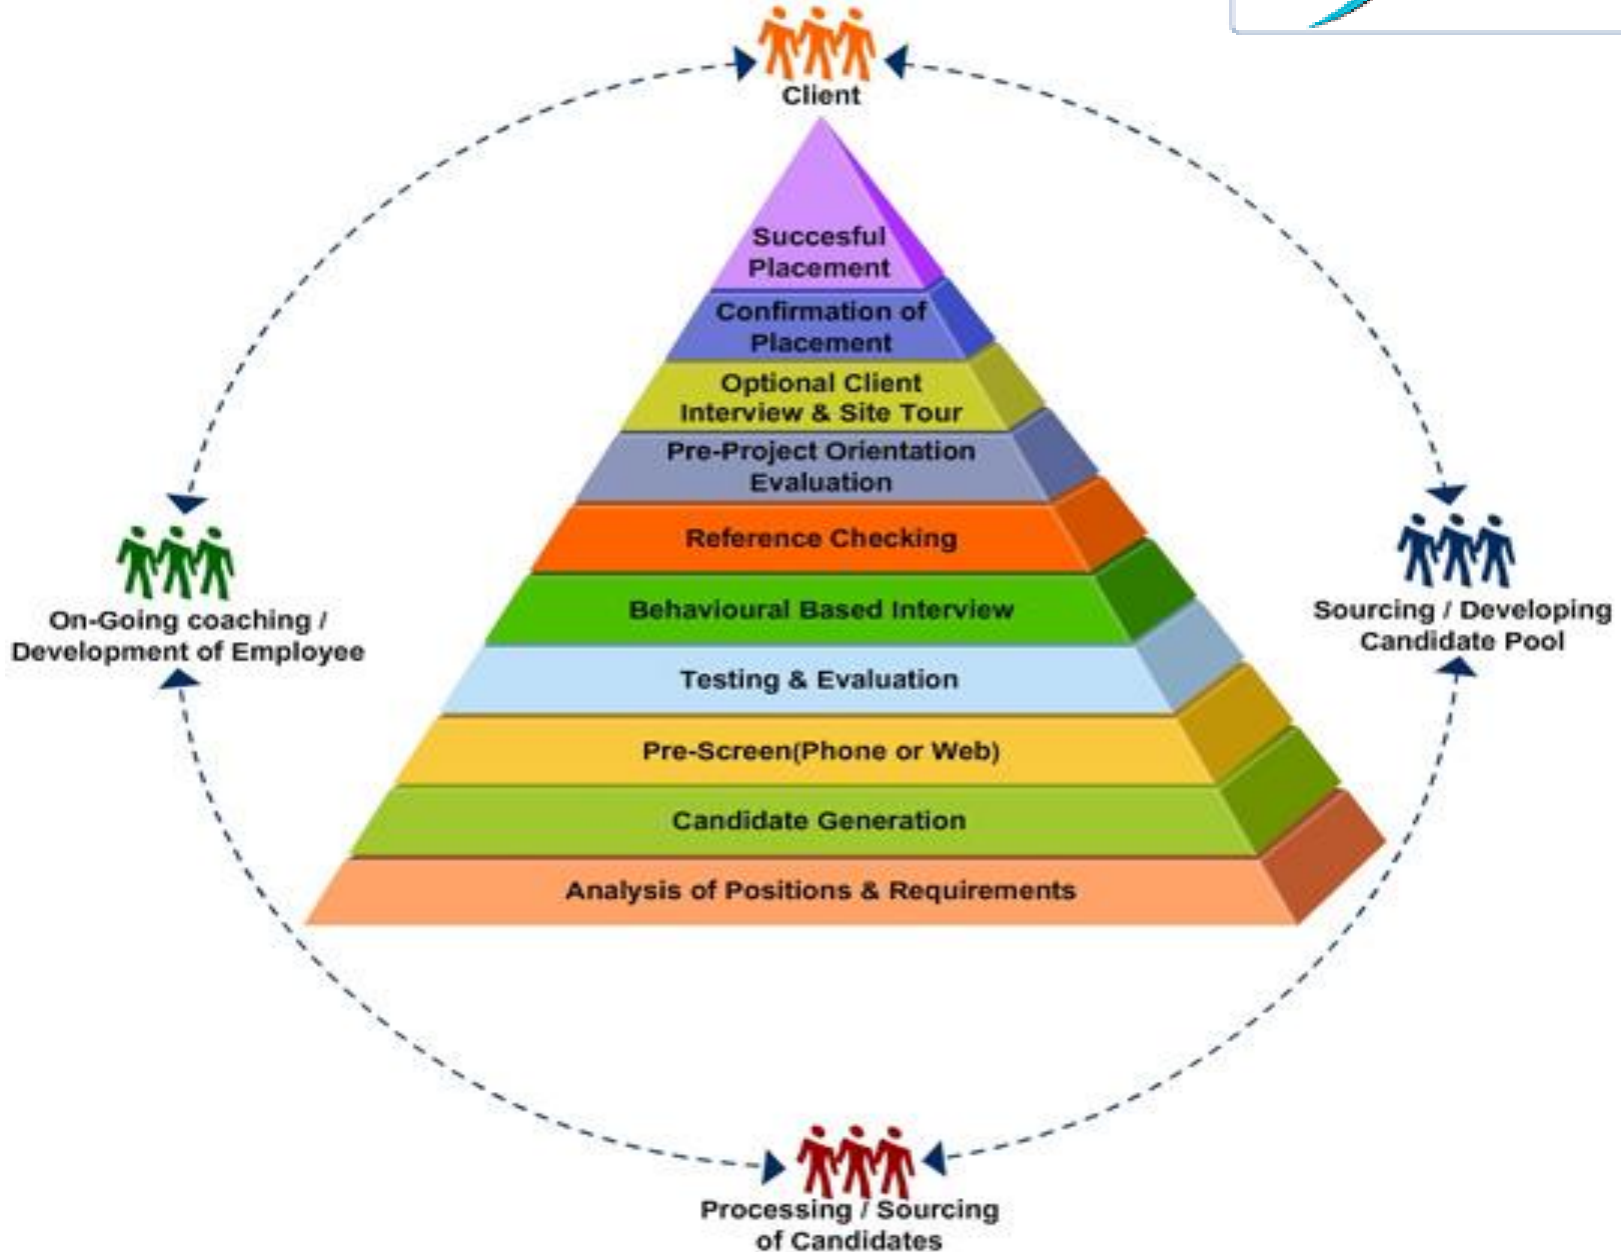 Client
Succesful
Placement
Confirmation of
Placement
Optional Client
Interview & Site Tour
Pre-Project Orientation
Evaluation
Reference Checking
Behavioural Based Interview
Testing & Evaluation
Pre-Screen(Phone or Web)
Candidate Generation
Analysis of Positions & Requirements
On-Going coaching /
Development of Employee
Sourcing / Developing
Candidate Pool
Processing / Sourcing
of Candidates